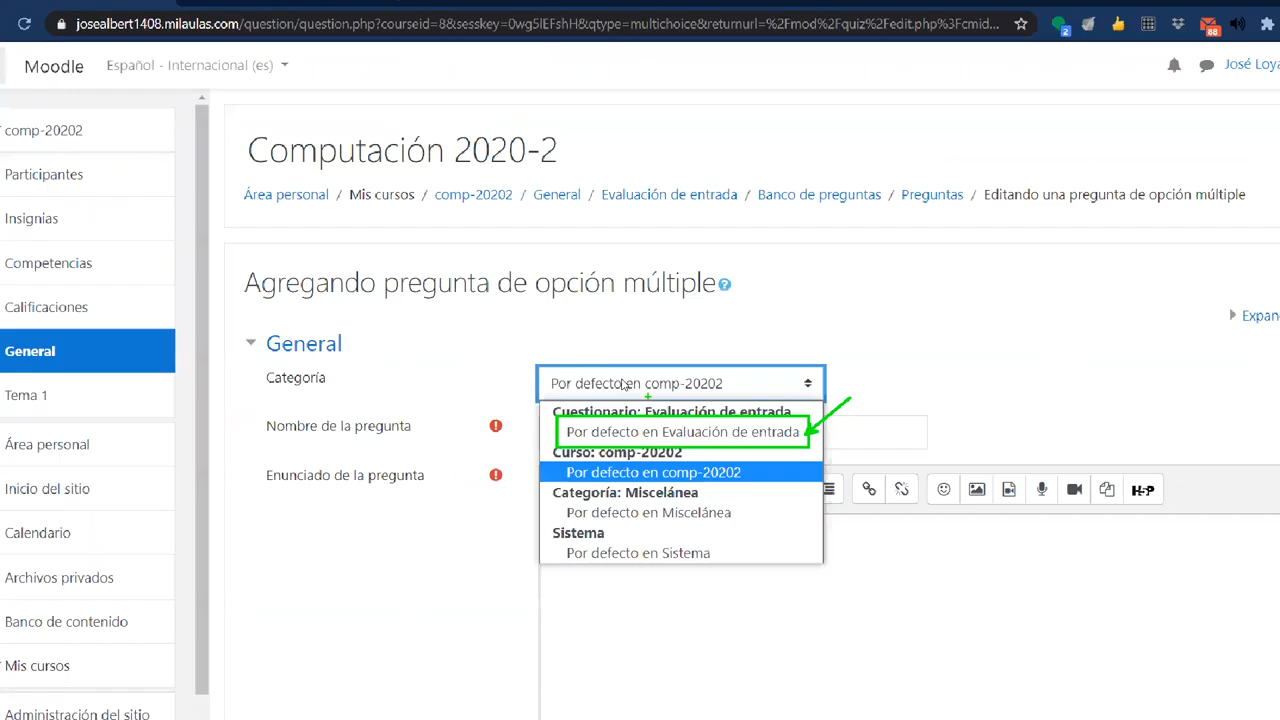 josealbert1408.milaulas.com/question/question.php?courseid=8&sesskey=0wg5lEFshH&qtype=multichoice&returnurl=%2Fmod%2Fquiz%2Fedit.php%3Fcmid...
2
88
Moodle
Español - Internacional (es)
José Loya
comp-20202
Participantes
Insignias
Competencias
Calificaciones
General
Tema 1
Área personal
Inicio del sitio
Calendario
Archivos privados
Banco de contenido
Mis cursos
Administración del sitio
Computación 2020-2
Área personal / Mis cursos / comp-20202 / General / Evaluación de entrada / Banco de preguntas / Preguntas / Editando una pregunta de opción múltiple
Agregando pregunta de opción múltiple
Expan
General
Categoría
Por defecto en comp-20202
Cuestionario: Evaluación de entrada
Por defecto en Evaluación de entrada
Curso: comp-20202
Por defecto en comp-20202
Categoría: Miscelánea
Por defecto en Miscelánea
Sistema
Por defecto en Sistema
Nombre de la pregunta
Enunciado de la pregunta
H-P